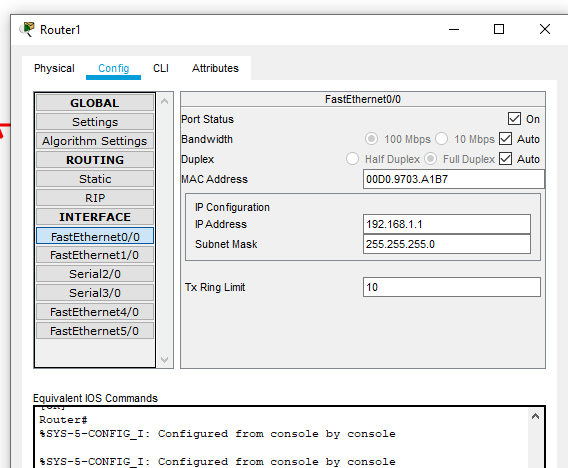 Router1
Physical Config CLI Attributes
GLOBAL
Settings
Algorithm Settings
ROUTING
Static
RIP
INTERFACE
FastEthernet0/0
FastEthernet1/0
Serial2/0
Serial3/0
FastEthernet4/0
FastEthernet5/0
FastEthernet0/0
Port Status On
Bandwidth 100 Mbps 10 Mbps Auto
Duplex Half Duplex Full Duplex Auto
MAC Address 00D0.9703.A1B7
IP Configuration
IP Address 192.168.1.1
Subnet Mask 255.255.255.0
Tx Ring Limit 10
Equivalent IOS Commands
[OK]
Router#
%SYS-5-CONFIG_I: Configured from console by console
%SYS-5-CONFIG_I: Configured from console by console